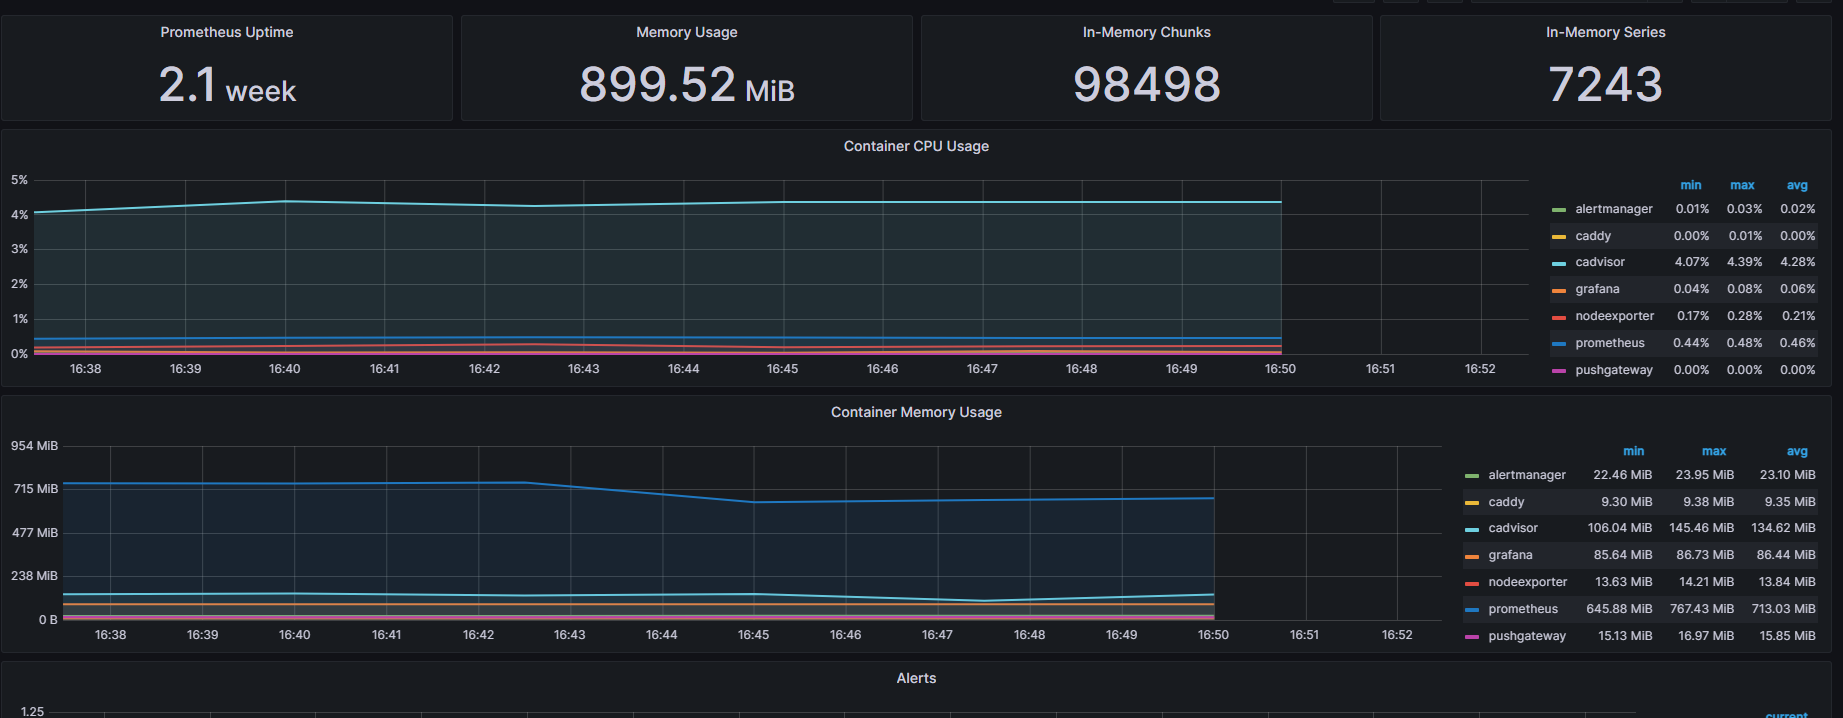 Prometheus Uptime
2.1 week
Memory Usage
899.52 MiB
In-Memory Chunks
98498
In-Memory Series
7243
Container CPU Usage
5%
4%
3%
2%
1%
0%
16:38 16:39 16:40 16:41 16:42 16:43 16:44 16:45 16:46 16:47 16:48 16:49 16:50 16:51 16:52
min max avg
alertmanager 0.01% 0.03% 0.02%
caddy 0.00% 0.01% 0.00%
cadvisor 4.07% 4.39% 4.28%
grafana 0.04% 0.08% 0.06%
nodeexporter 0.17% 0.28% 0.21%
prometheus 0.44% 0.48% 0.46%
pushgateway 0.00% 0.00% 0.00%
Container Memory Usage
954 MiB
715 MiB
477 MiB
238 MiB
0 B
16:38 16:39 16:40 16:41 16:42 16:43 16:44 16:45 16:46 16:47 16:48 16:49 16:50 16:51 16:52
min max avg
alertmanager 22.46 MiB 23.95 MiB 23.10 MiB
caddy 9.30 MiB 9.38 MiB 9.35 MiB
cadvisor 106.04 MiB 145.46 MiB 134.62 MiB
grafana 85.64 MiB 86.73 MiB 86.44 MiB
nodeexporter 13.63 MiB 14.21 MiB 13.84 MiB
prometheus 645.88 MiB 767.43 MiB 713.03 MiB
pushgateway 15.13 MiB 16.97 MiB 15.85 MiB
Alerts
1.25
current